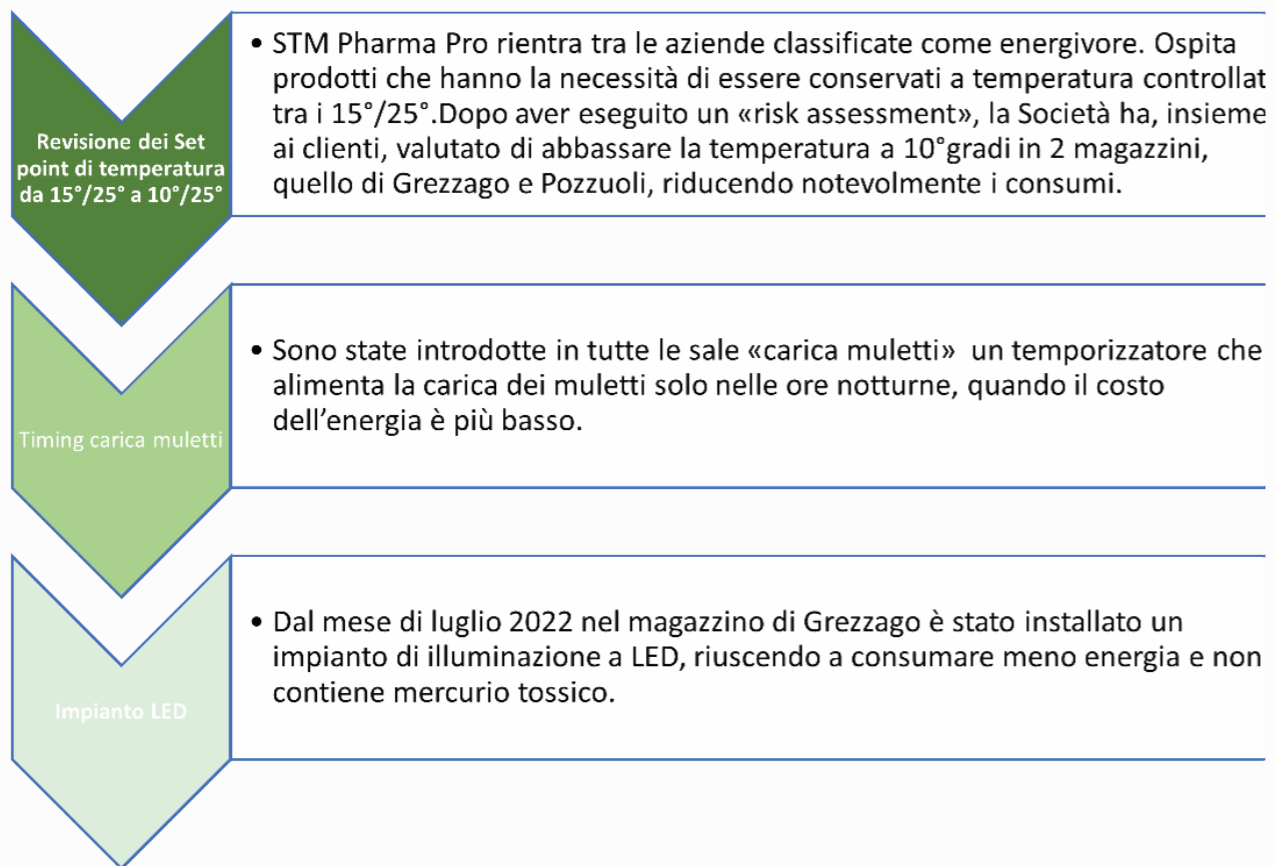 Revisione dei Set
point di temperatura
da 15°/25° a 10°/25°
• STM Pharma Pro rientra tra le aziende classificate come energivore. Ospita
prodotti che hanno la necessità di essere conservati a temperatura controllat
tra i 15°/25°.Dopo aver eseguito un «risk assessment», la Società ha, insieme
ai clienti, valutato di abbassare la temperatura a 10°gradi in 2 magazzini,
quello di Grezzago e Pozzuoli, riducendo notevolmente i consumi.
Timing carica muletti
• Sono state introdotte in tutte le sale «carica muletti»  un temporizzatore che
alimenta la carica dei muletti solo nelle ore notturne, quando il costo
dell’energia è più basso.
Impianto LED
• Dal mese di luglio 2022 nel magazzino di Grezzago è stato installato un
impianto di illuminazione a LED, riuscendo a consumare meno energia e non
contiene mercurio tossico.